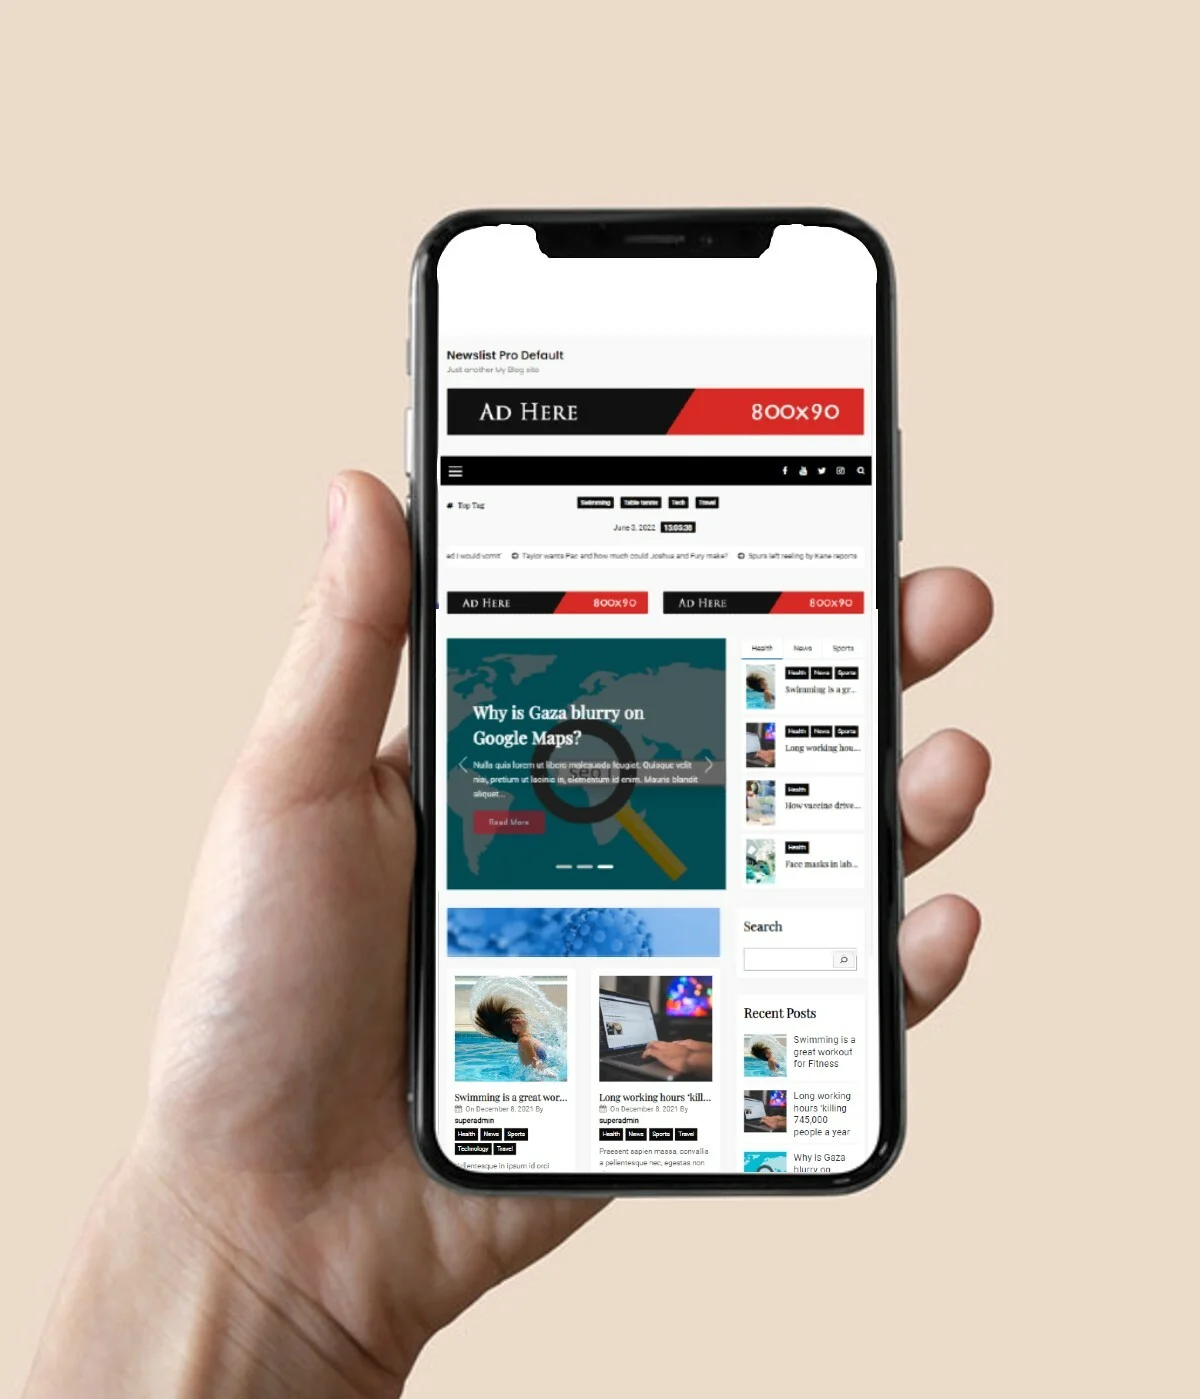 Newslist Pro Default
Just another My Blog site
AD HERE
800x90
# Top Tag
Swimming
Table tennis
Tech
Travel
June 3, 2022
ad I would vomit'
Taylor wants Pac and how much could Joshua and Fury make?
Spurs left reeling by Kane reports
AD HERE
800x90
AD HERE
800x90
Why is Gaza blurry on
Google Maps?
Nulla quis lorem ut libero malesuada feugiat. Quisque velit
nisi, pretium ut lacinia in, elementum id enim. Mauris blandit
aliquet...
Read More
Health
News
Sports
Health
News
Sports
Swimming is a gr...
Health
News
Sports
Long working hou...
Health
How vaccine drive...
Health
Face masks in lab...
Search
Swimming is a great wor...
On December 8, 2021 By
superadmin
Health
News
Sports
Technology
Travel
llentesque in ipsum id orci
Long working hours 'kill...
On December 8, 2021 By
superadmin
Health
News
Sports
Travel
Praesent sapien massa, convallis
a pellentesque nec, egestas non
Recent Posts
Swimming is a
great workout
for Fitness
Long working
hours 'killing
745,000
people a year
Why is Gaza
blurry on